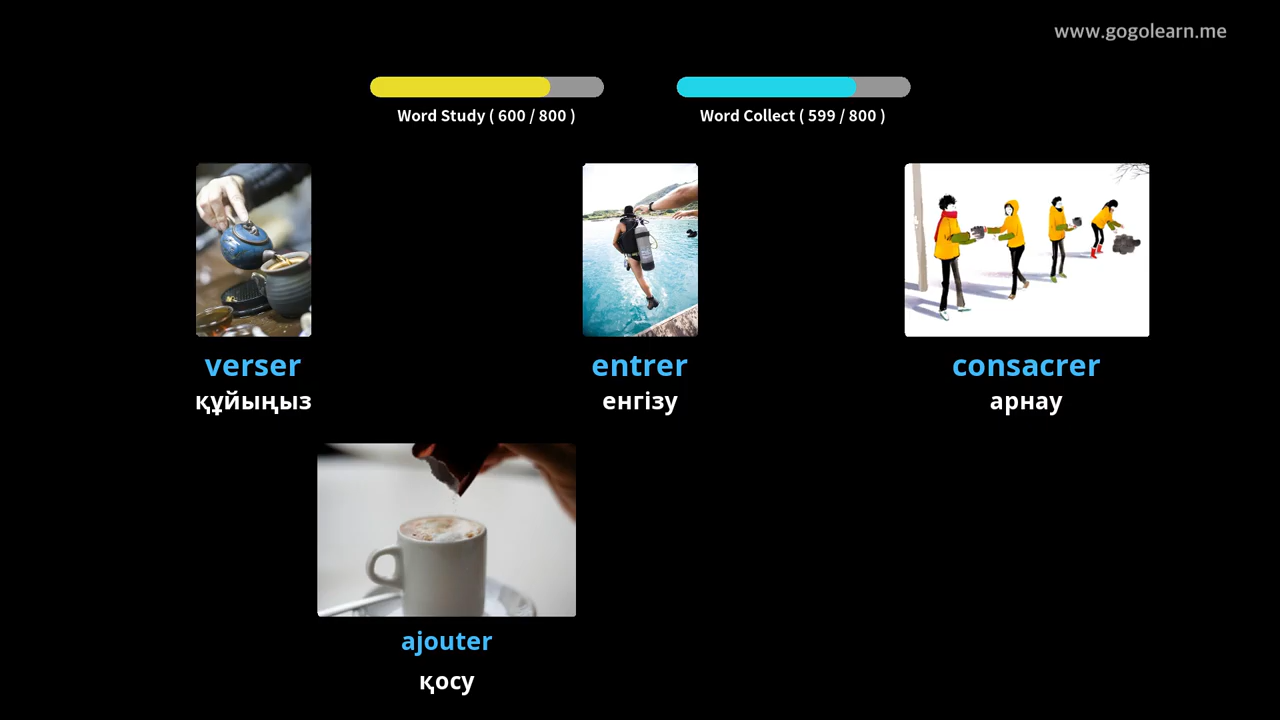 www.gogolearn.me
Word Study ( 600 / 800 )
Word Collect ( 599 / 800 )
verser
құйыңыз
entrer
енгізу
consacrer
арнау
ajouter
қосу